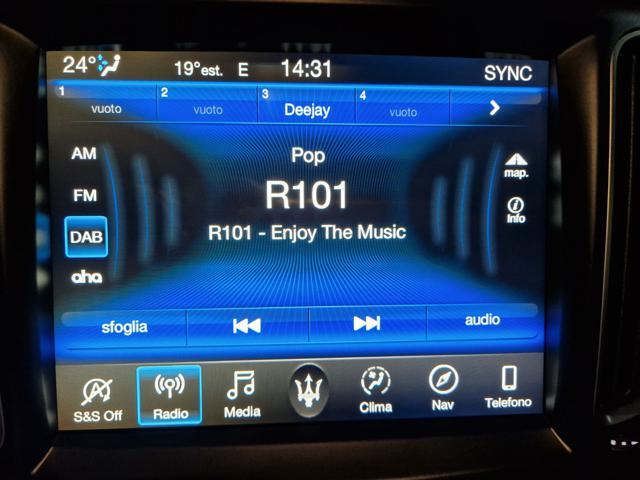 24° 19°est. E 14:31 SYNC
1 2 3 4
vuoto vuoto Deejay vuoto
AM Pop map.
FM R101 Info
DAB R101 - Enjoy The Music
aha
sfoglia audio
S&S Off Radio Media Clima Nav Telefono